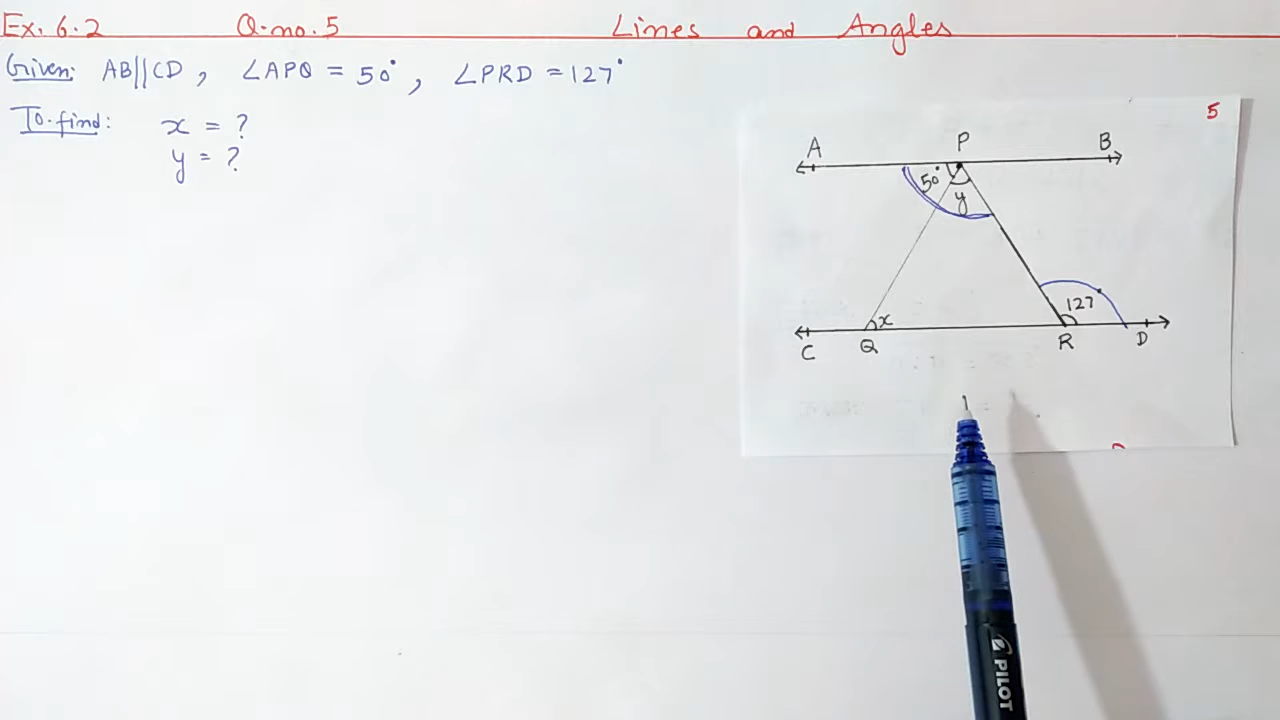 Ex. 6.2 Q.no.5 Lines and Angles
Given: AB||CD, ∠APQ = 50°, ∠PRD = 127°
To find: x = ?
y = ?
5
A P B
50° y
x 127
C Q R D
PILOT